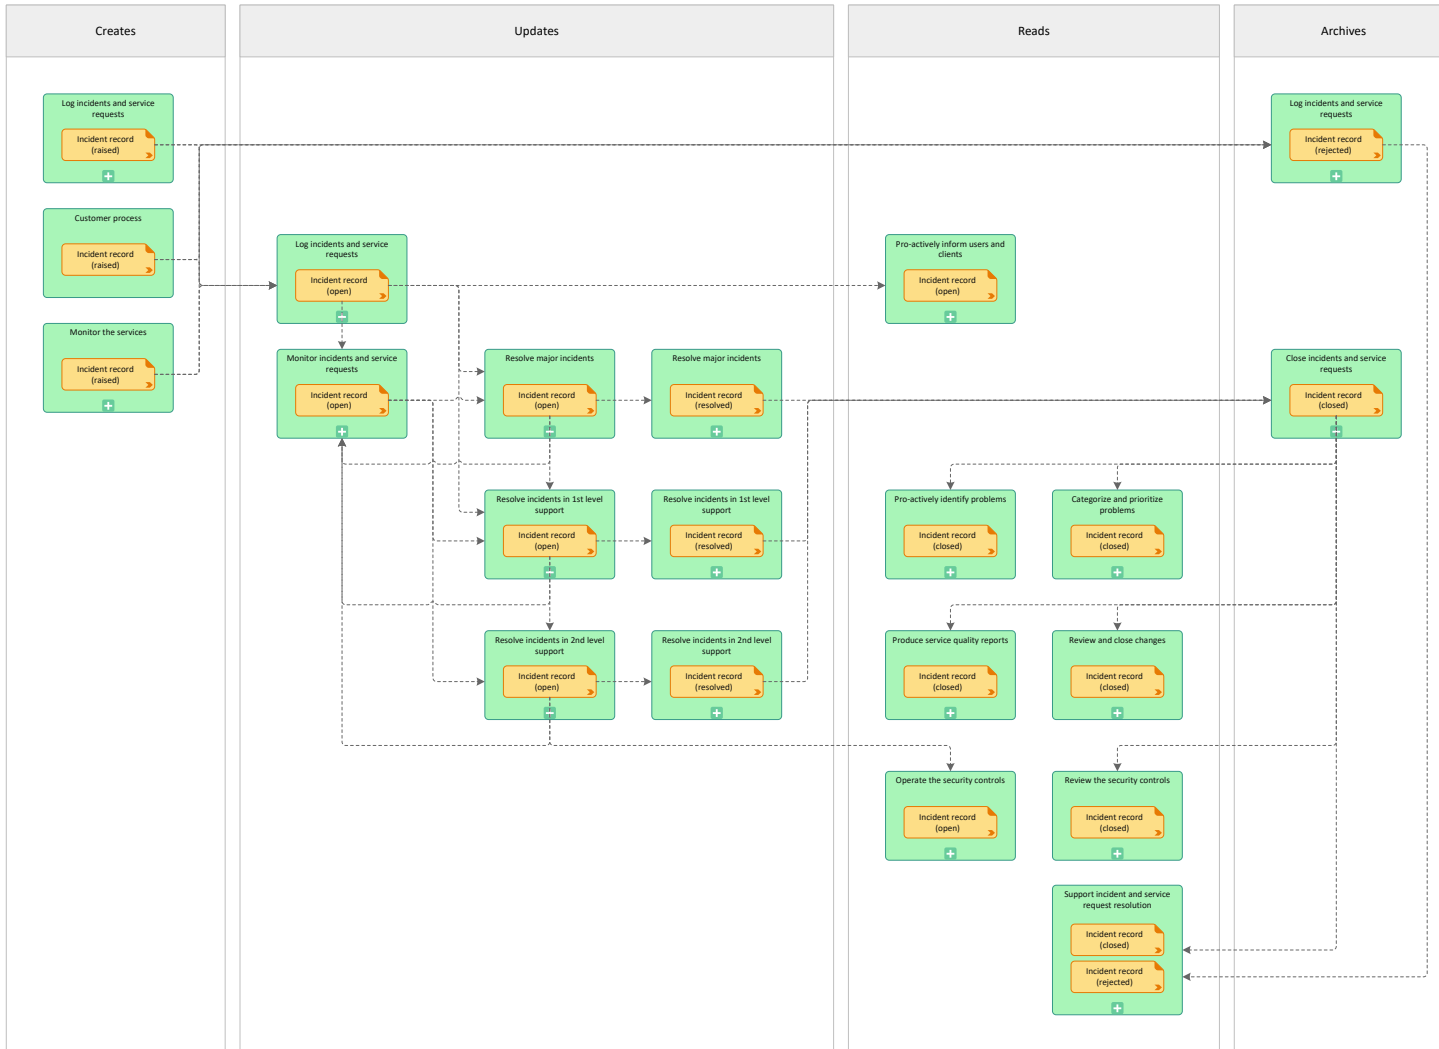 Creates
Updates
Reads
Archives
Log incidents and service
requests
Incident record
(raised)
Customer process
Incident record
(raised)
Monitor the services
Incident record
(raised)
Log incidents and service
requests
Incident record
(open)
Monitor incidents and service
requests
Incident record
(open)
Resolve major incidents
Incident record
(open)
Resolve major incidents
Incident record
(resolved)
Resolve incidents in 1st level
support
Incident record
(open)
Resolve incidents in 1st level
support
Incident record
(resolved)
Resolve incidents in 2nd level
support
Incident record
(open)
Resolve incidents in 2nd level
support
Incident record
(resolved)
Pro-actively inform users and
clients
Incident record
(open)
Pro-actively identify problems
Incident record
(closed)
Categorize and prioritize
problems
Incident record
(closed)
Produce service quality reports
Incident record
(closed)
Review and close changes
Incident record
(closed)
Operate the security controls
Incident record
(open)
Review the security controls
Incident record
(closed)
Support incident and service
request resolution
Incident record
(closed)
Incident record
(rejected)
Log incidents and service
requests
Incident record
(rejected)
Close incidents and service
requests
Incident record
(closed)